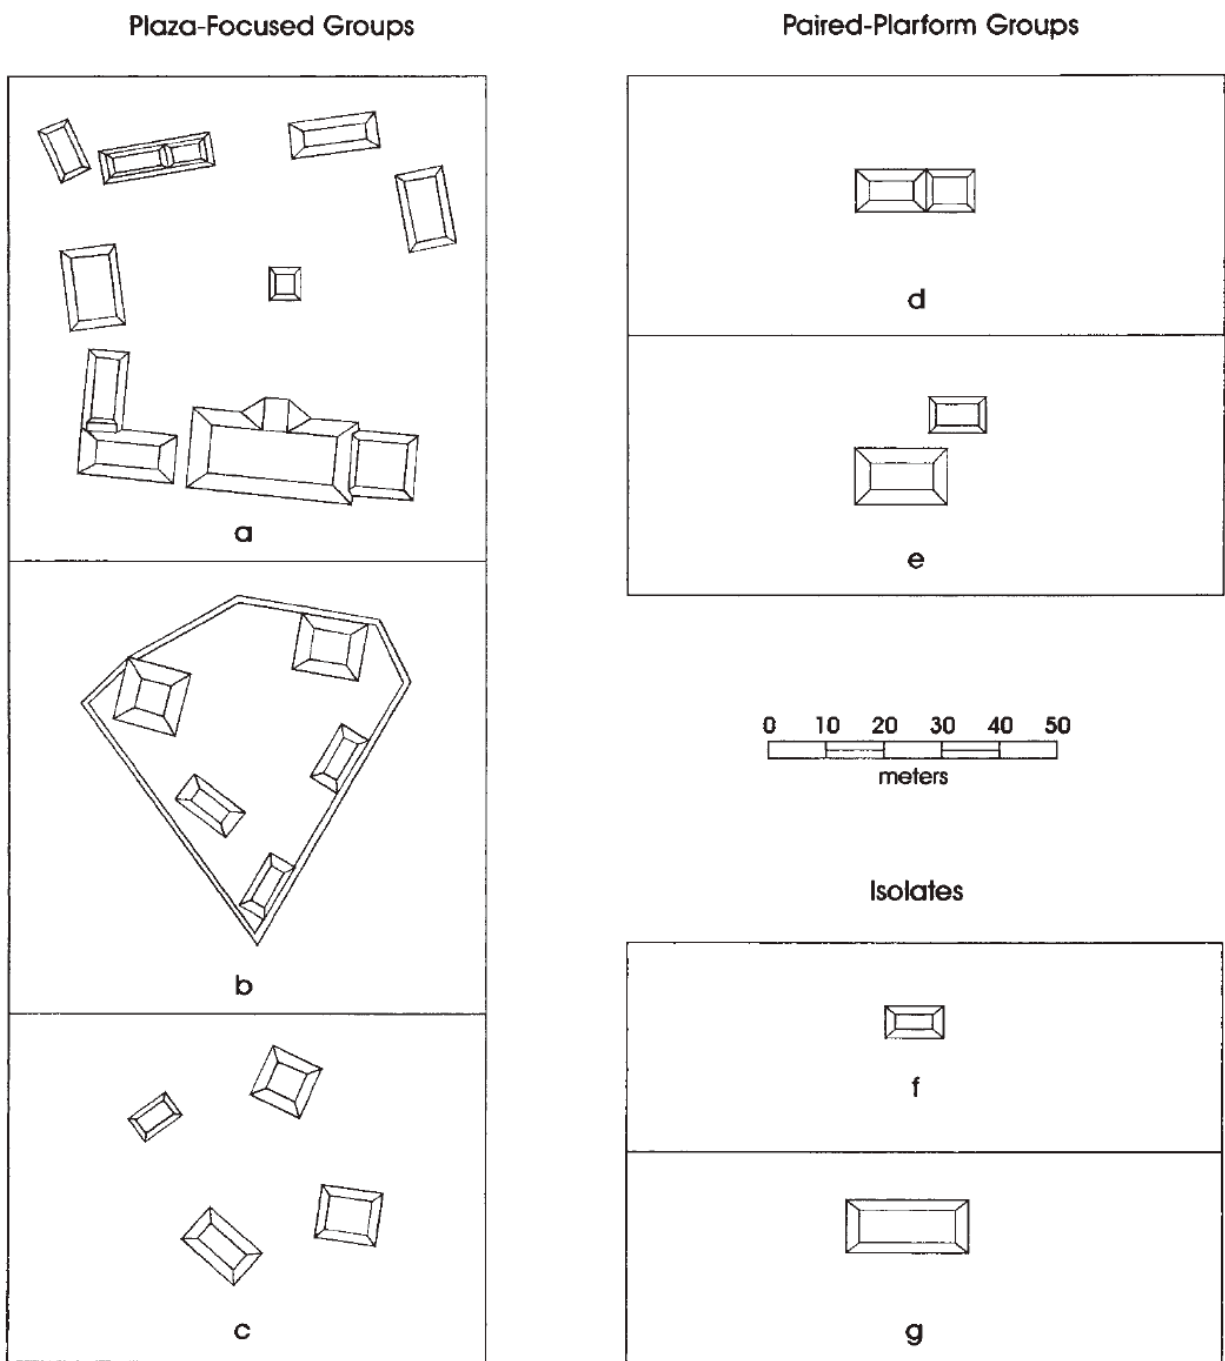 Plaza-Focused Groups
a
b
c
Paired-Plarform Groups
d
e
0 10 20 30 40 50
meters
Isolates
f
g